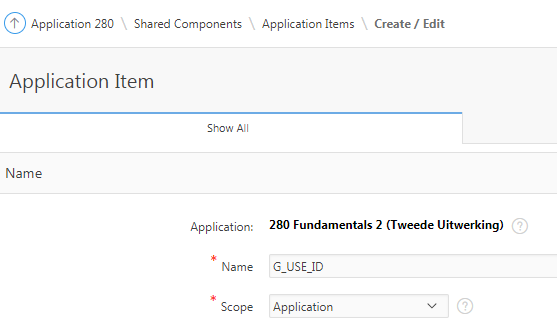 Application 280 \ Shared Components \ Application Items \ Create / Edit
Application Item
Show All
Name
Application: 280 Fundamentals 2 (Tweede Uitwerking) ?
* Name G_USE_ID
* Scope Application ?